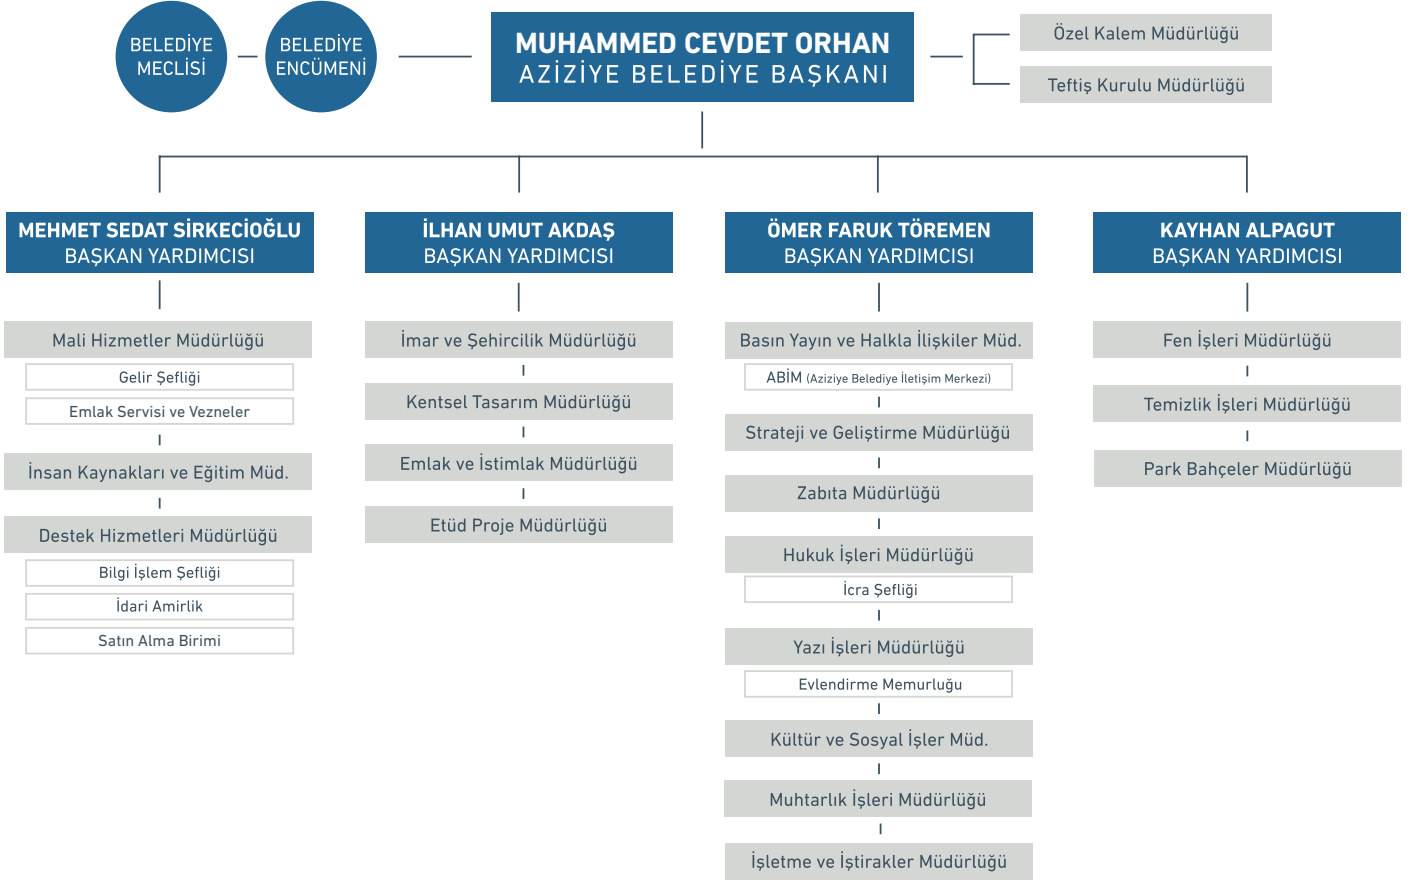 BELEDİYE
MECLİSİ
BELEDİYE
ENCÜMENİ
MUHAMMED CEVDET ORHAN
AZİZİYE BELEDİYE BAŞKANI
Özel Kalem Müdürlüğü
Teftiş Kurulu Müdürlüğü
MEHMET SEDAT SİRKECİOĞLU
BAŞKAN YARDIMCISI
Mali Hizmetler Müdürlüğü
Gelir Şefliği
Emlak Servisi ve Vezneler
İnsan Kaynakları ve Eğitim Müd.
Destek Hizmetleri Müdürlüğü
Bilgi İşlem Şefliği
İdari Amirlik
Satın Alma Birimi
İLHAN UMUT AKDAŞ
BAŞKAN YARDIMCISI
İmar ve Şehircilik Müdürlüğü
Kentsel Tasarım Müdürlüğü
Emlak ve İstimlak Müdürlüğü
Etüd Proje Müdürlüğü
ÖMER FARUK TÖREMEN
BAŞKAN YARDIMCISI
Basın Yayın ve Halkla İlişkiler Müd.
ABİM (Aziziye Belediye İletişim Merkezi)
Strateji ve Geliştirme Müdürlüğü
Zabıta Müdürlüğü
Hukuk İşleri Müdürlüğü
İcra Şefliği
Yazı İşleri Müdürlüğü
Evlendirme Memurluğu
Kültür ve Sosyal İşler Müd.
Muhtarlık İşleri Müdürlüğü
İşletme ve İştirakler Müdürlüğü
KAYHAN ALPAGUT
BAŞKAN YARDIMCISI
Fen İşleri Müdürlüğü
Temizlik İşleri Müdürlüğü
Park Bahçeler Müdürlüğü